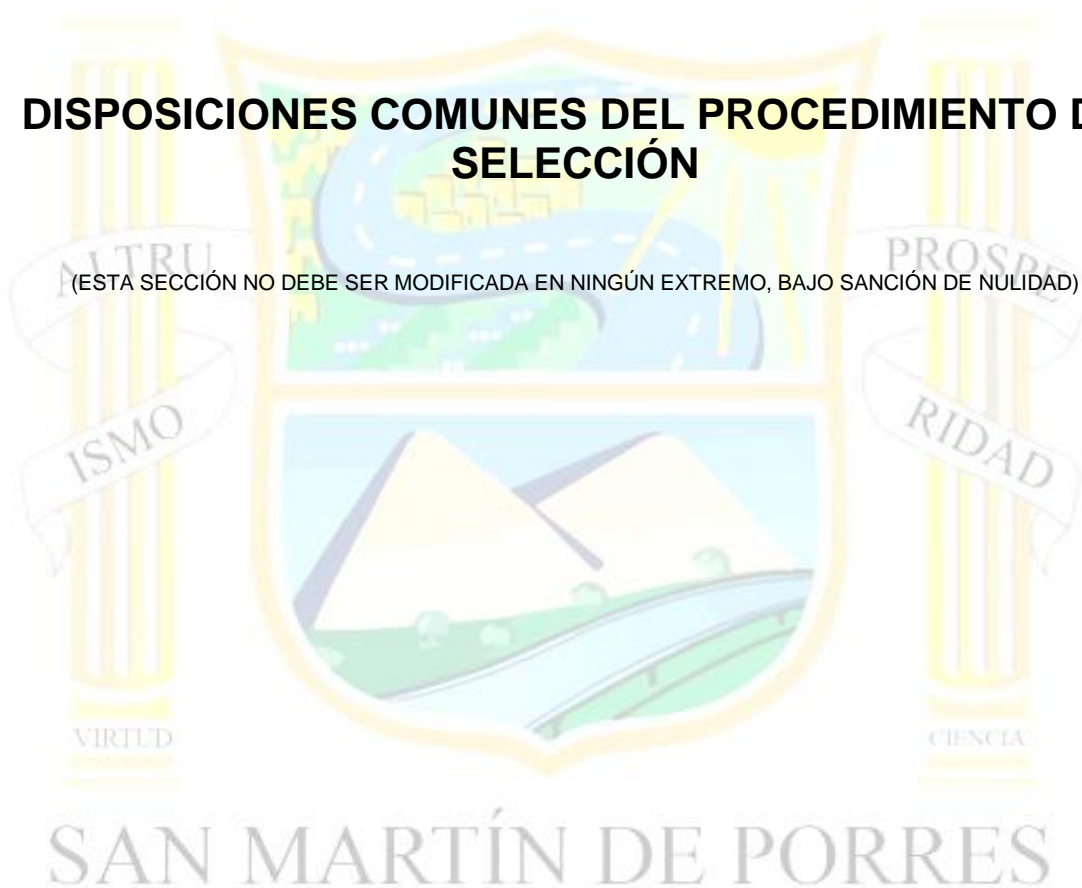 DISPOSICIONES COMUNES DEL PROCEDIMIENTO D
SELECCIÓN
ALTRU
PROSPE
(ESTA SECCIÓN NO DEBE SER MODIFICADA EN NINGÚN EXTREMO, BAJO SANCIÓN DE NULIDAD)
ISMO
RIDAD
VIRTUD
CIENCIA
SAN MARTÍN DE PORRES